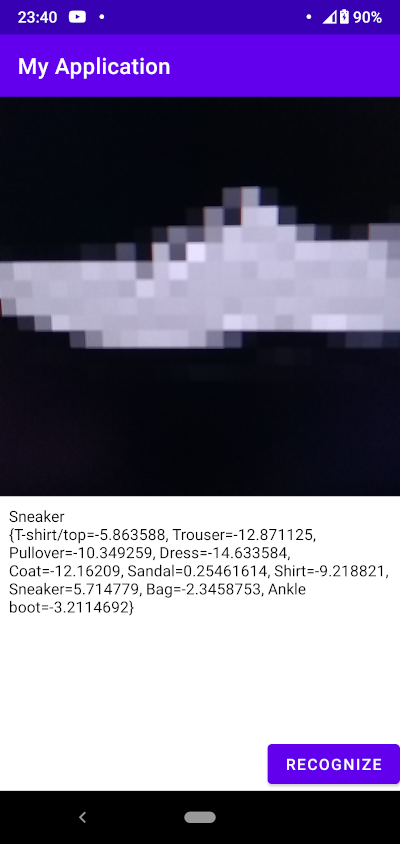 23:40
90%
My Application
Sneaker
{T-shirt/top=-5.863588, Trouser=-12.871125,
Pullover=-10.349259, Dress=-14.633584,
Coat=-12.16209, Sandal=0.25461614, Shirt=-9.218821,
Sneaker=5.714779, Bag=-2.3458753, Ankle
boot=-3.2114692}
RECOGNIZE